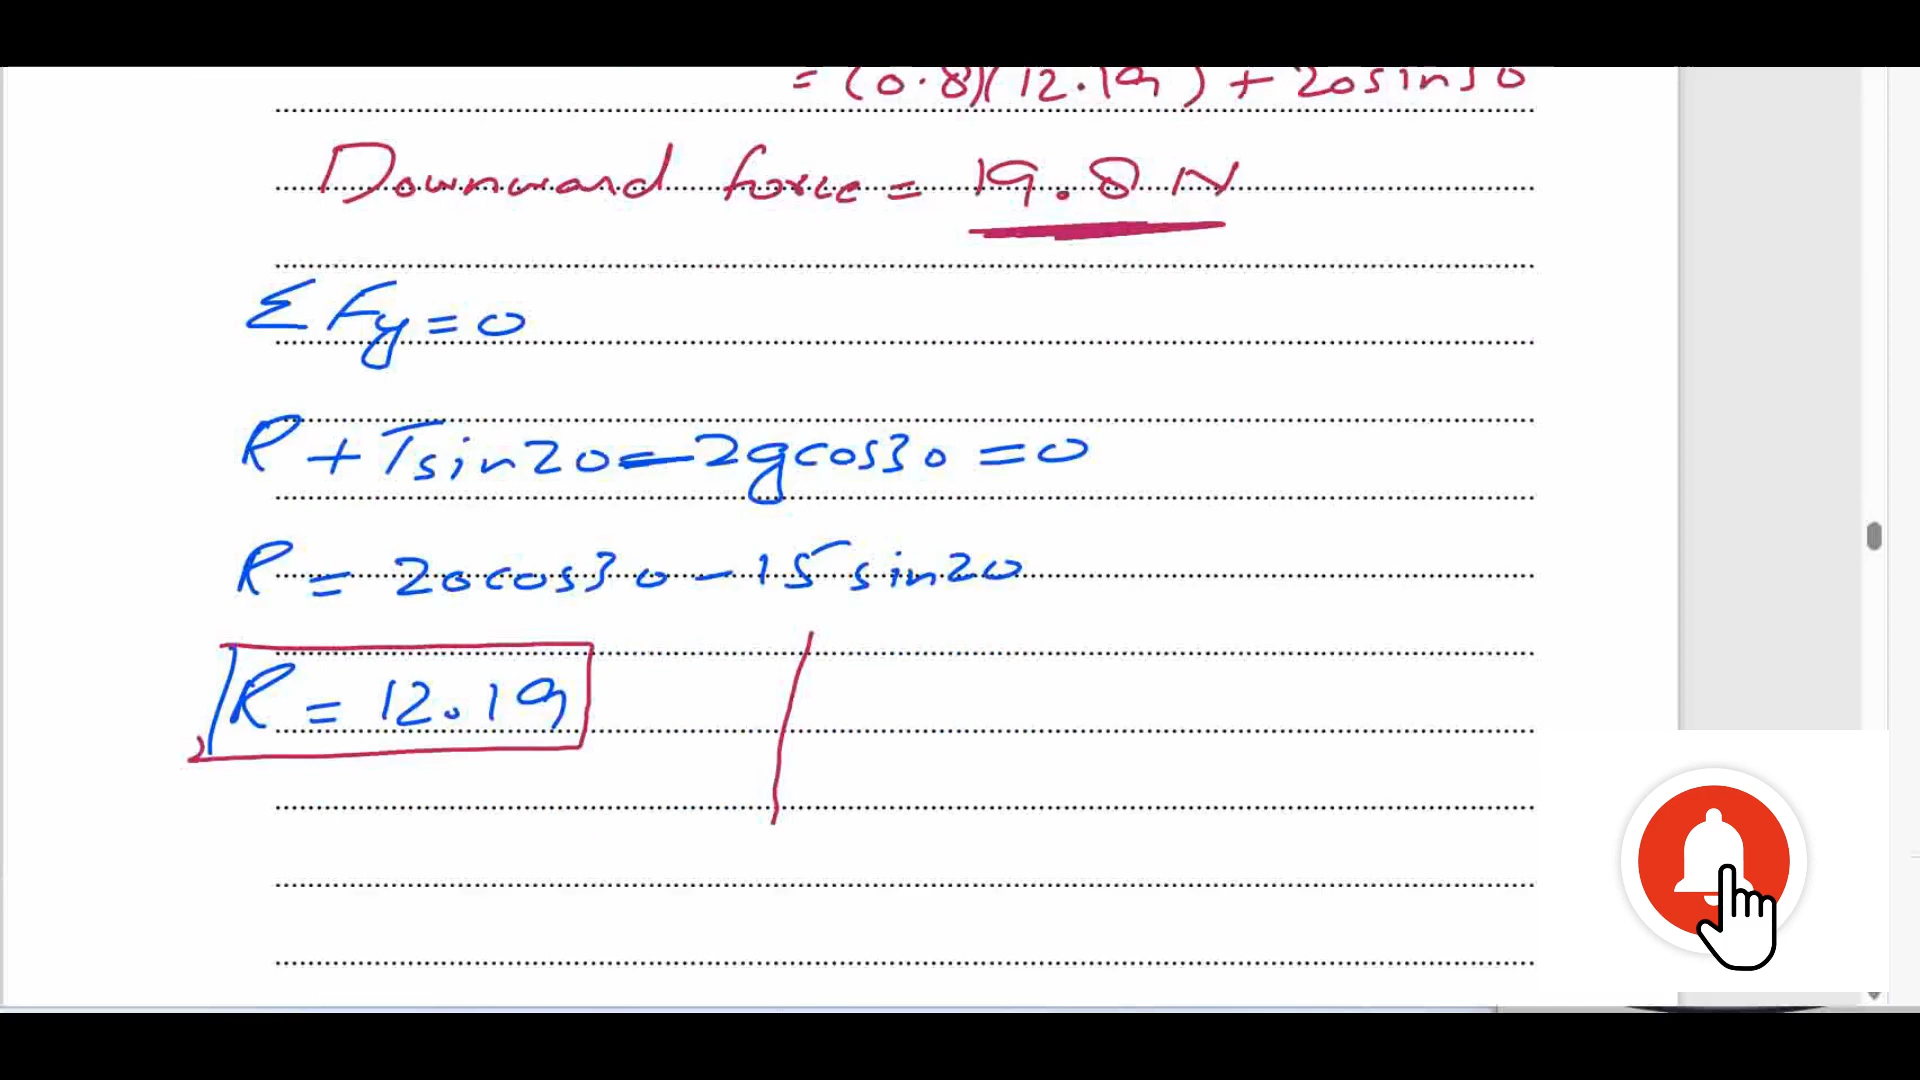 = (0.8)(12.19) + 20sin30
Downward force = 19.8 N
ΣFy = 0
R + Tsin20 - 2gcos30 = 0
R = 20cos30 - 15sin20
R = 12.19